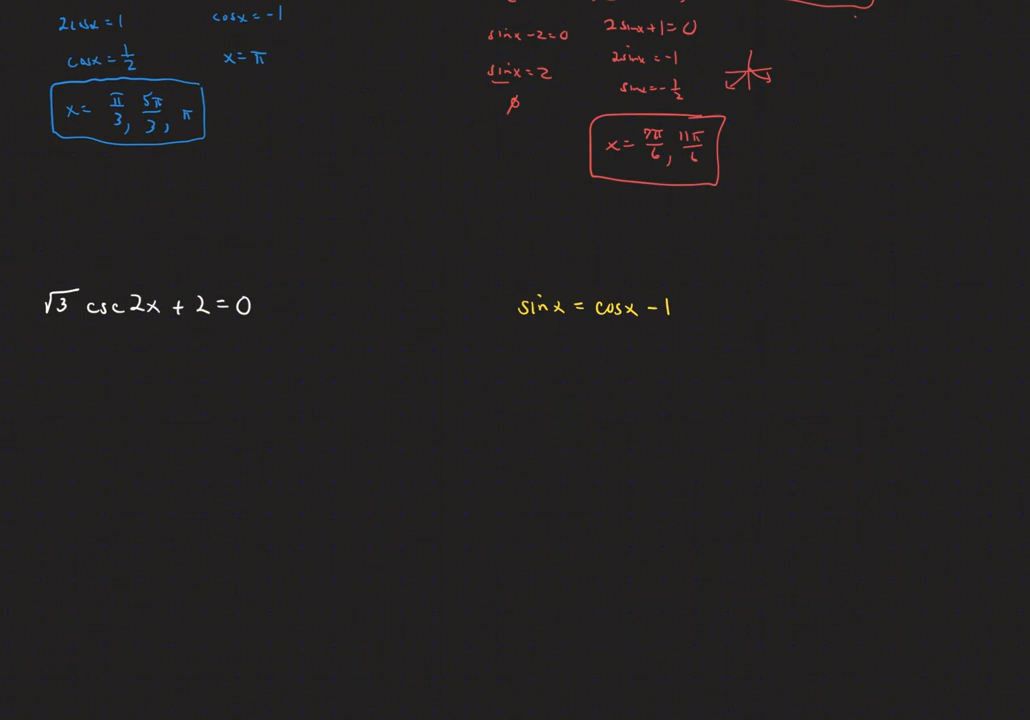 2cosx = 1
cosx = -1
cosx = 1/2
x = π
x = π/3, 5π/3, π
sinx - 2 = 0
2sinx + 1 = 0
sinx = 2
2sinx = -1
ø
sinx = -1/2
x = 7π/6, 11π/6
√3 csc 2x + 2 = 0
sinx = cosx - 1